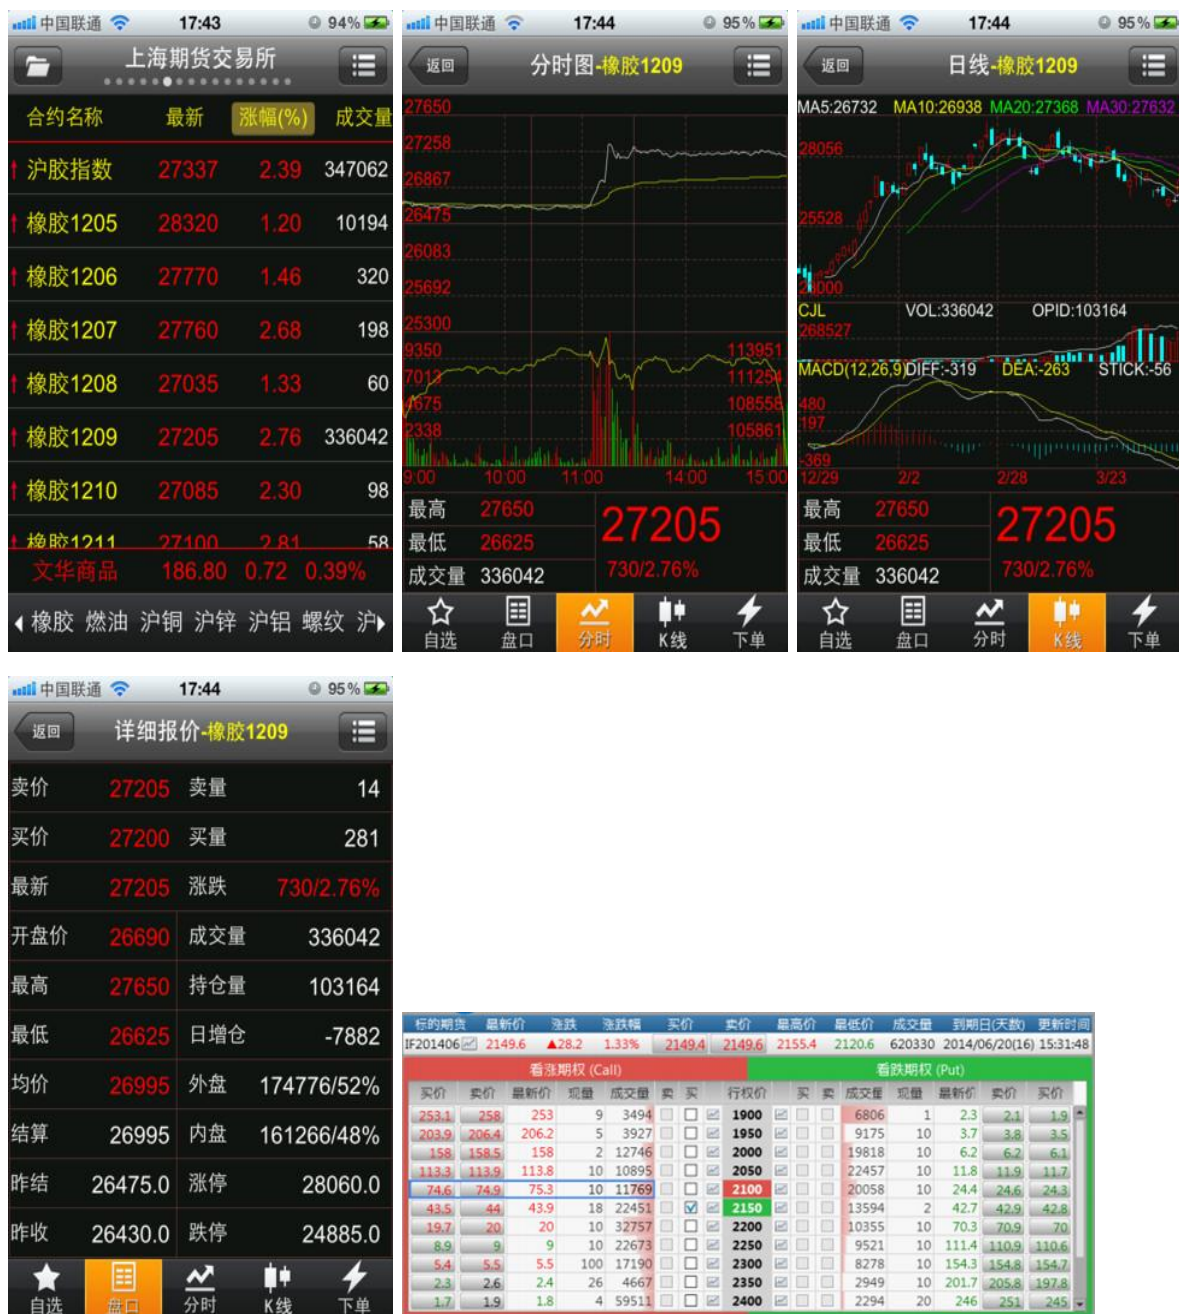 中国联通 17:43 94%
上海期货交易所
合约名称 最新 涨幅(%) 成交量
沪胶指数 27337 2.39 347062
橡胶1205 28320 1.20 10194
橡胶1206 27770 1.46 320
橡胶1207 27760 2.68 198
橡胶1208 27035 1.33 60
橡胶1209 27205 2.76 336042
橡胶1210 27085 2.30 98
橡胶1211 27100 2.81 58
文华商品 186.80 0.72 0.39%
橡胶 燃油 沪铜 沪锌 沪铝 螺纹 沪
中国联通 17:44 95%
返回 分时图-橡胶1209
27650
27258
26867
26475
26083
25692
25300
9350 113951
7013 111254
4675 108558
2338 105861
9:00 10:00 11:00 14:00 15:00
最高 27650
27205
最低 26625
730/2.76%
成交量 336042
自选 盘口 分时 K线 下单
中国联通 17:44 95%
返回 日线-橡胶1209
MA5:26732 MA10:26938 MA20:27368 MA30:27632
28056
25528
23000
CJL VOL:336042 OPID:103164
268527
MACD(12,26,9) DIFF:-319 DEA:-263 STICK:-56
480
197
-369
12/29 2/2 2/28 3/23
最高 27650
27205
最低 26625
730/2.76%
成交量 336042
自选 盘口 分时 K线 下单
中国联通 17:44 95%
返回 详细报价-橡胶1209
卖价 27205 卖量 14
买价 27200 买量 281
最新 27205 涨跌 730/2.76%
开盘价 26690 成交量 336042
最高 27650 持仓量 103164
最低 26625 日增仓 -7882
均价 26995 外盘 174776/52%
结算 26995 内盘 161266/48%
昨结 26475.0 涨停 28060.0
昨收 26430.0 跌停 24885.0
自选 盘口 分时 K线 下单
标的期货 最新价 涨跌 涨跌幅 买价 卖价 最高价 最低价 成交量 到期日(天数) 更新时间
IF201406 2149.6 ▲28.2 1.33% 2149.4 2149.6 2155.4 2120.6 620330 2014/06/20(16) 15:31:48
看涨期权 (Call) 看跌期权 (Put)
买价 卖价 最新价 现量 成交量 卖 买 行权价 买 卖 成交量 现量 最新价 卖价 买价
253.1 258 253 9 3494 1900 6806 1 2.3 2.1 1.9
203.9 206.4 206.2 5 3927 1950 9175 10 3.7 3.8 3.5
158 158.5 158 2 12746 2000 19818 10 6.2 6.2 6.1
113.3 113.9 113.8 10 10895 2050 22457 10 11.8 11.9 11.7
74.6 74.9 75.3 10 11769 2100 20058 10 24.4 24.6 24.3
43.5 44 43.9 18 22451 2150 13594 2 42.7 42.9 42.8
19.7 20 20 10 32757 2200 10355 10 70.3 70.9 70
8.9 9 9 10 22673 2250 9521 10 111.4 110.9 110.6
5.4 5.5 5.5 100 17190 2300 8278 10 154.3 154.8 154.7
2.3 2.6 2.4 26 4667 2350 2949 10 201.7 205.8 197.8
1.7 1.9 1.8 4 59511 2400 2294 20 246 251 245